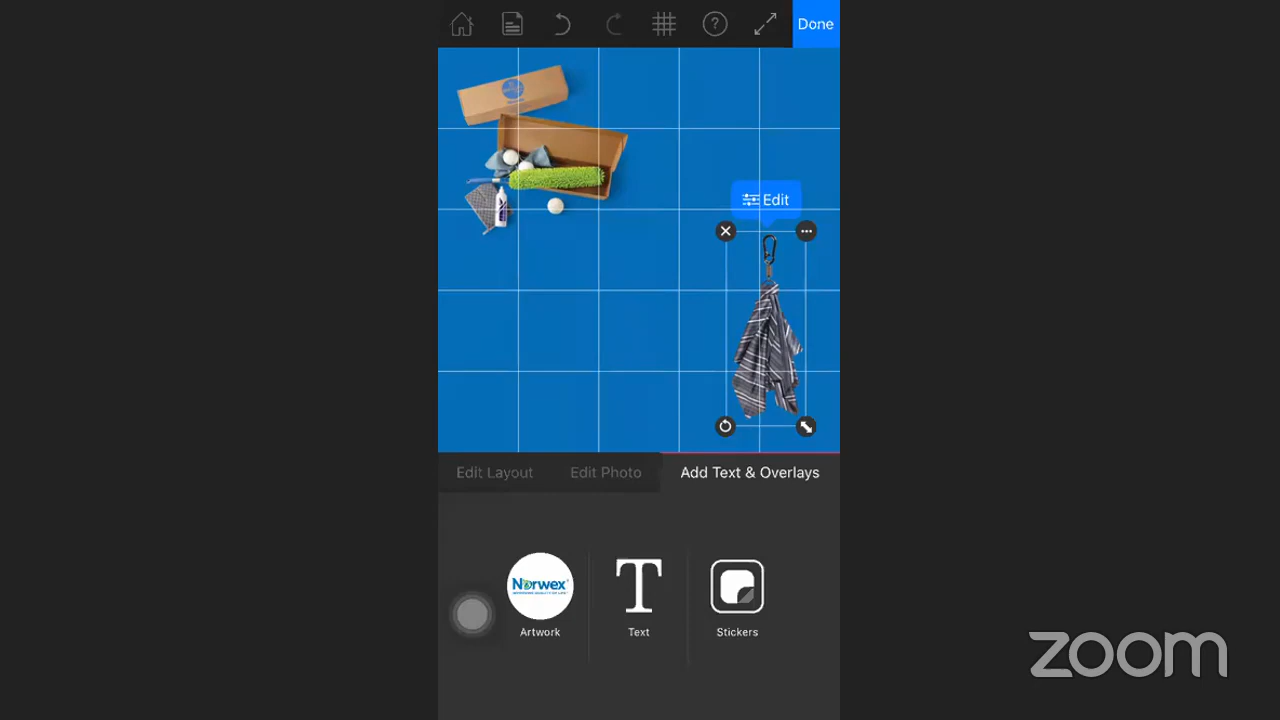 Done
Edit
Edit Layout
Edit Photo
Add Text & Overlays
Norwex
T
Artwork
Text
Stickers
zoom